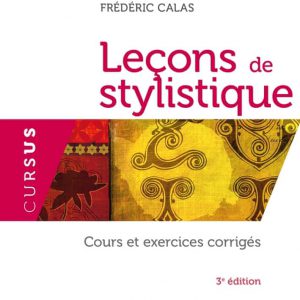 FRÉDÉRIC CALAS
Leçons de
stylistique
CURSUS
Cours et exercices corrigés
3e édition